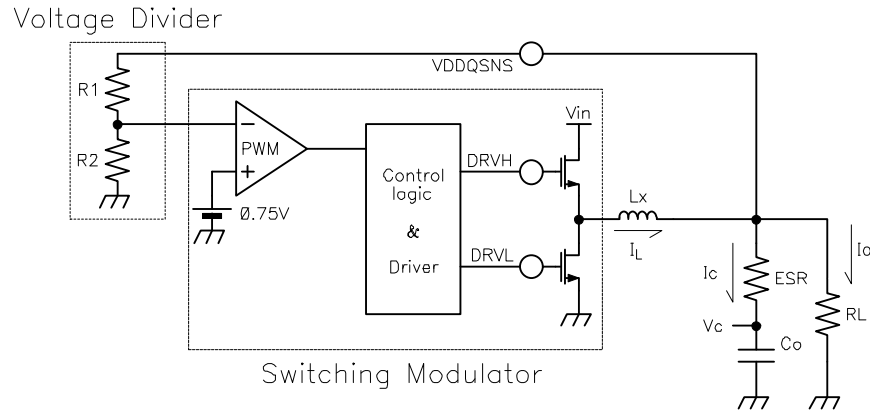 Voltage Divider
VDDQSNS
R1
Vin
−
PWM
R2
+
DRVH
Control
logic
&
Driver
0.75V
Lx
IL
DRVL
Io
Ic
ESR
RL
Vc
Co
Switching Modulator